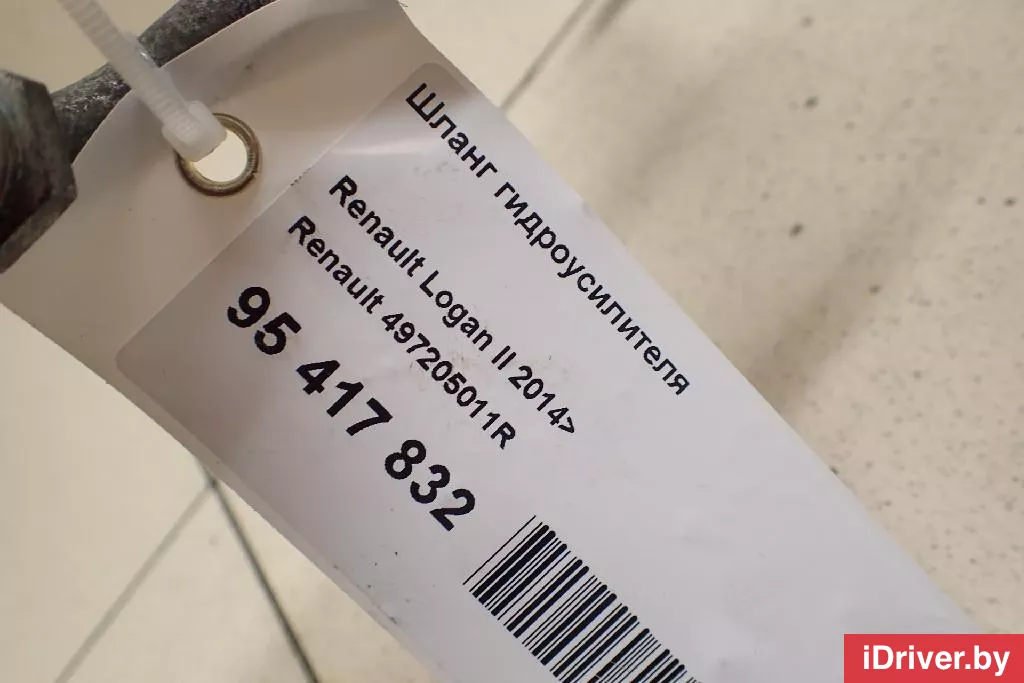 Шланг гидроусилителя
Renault Logan II 2014>
Renault 497205011R
95 417 832
iDriver.by